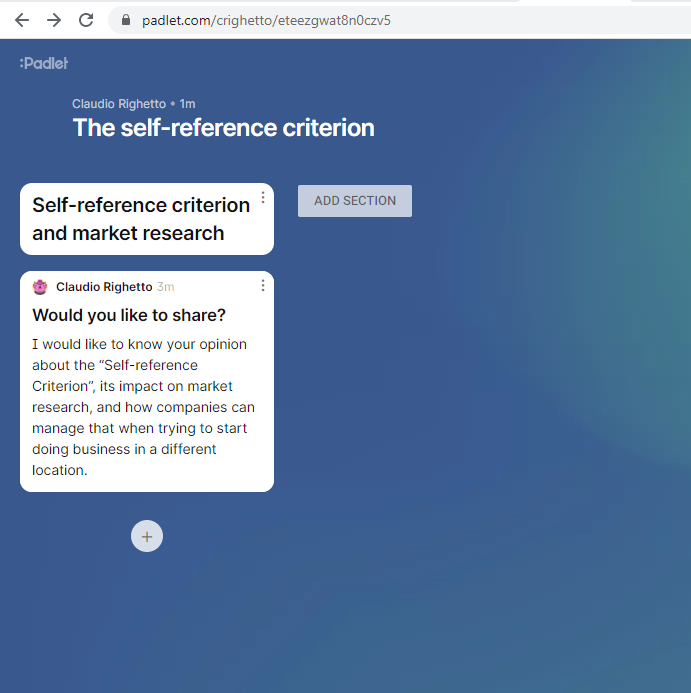 padlet.com/crighetto/eteezgwat8n0czv5
:Padlet
Claudio Righetto • 1m
The self-reference criterion
Self-reference criterion
and market research
ADD SECTION
Claudio Righetto 3m
Would you like to share?
I would like to know your opinion
about the “Self-reference
Criterion”, its impact on market
research, and how companies can
manage that when trying to start
doing business in a different
location.